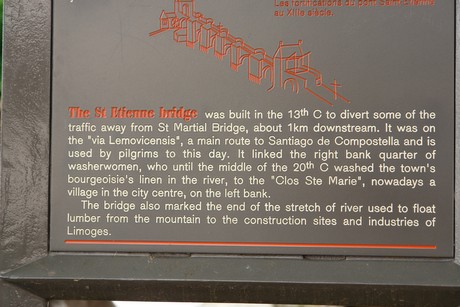 Les fortifications du pont Saint-Etienne
au XIIIe siècle.
The St Etienne bridge was built in the 13th C to divert some of the
traffic away from St Martial Bridge, about 1km downstream. It was on
the "via Lemovicensis", a main route to Santiago de Compostella and is
used by pilgrims to this day. It linked the right bank quarter of
washerwomen, who until the middle of the 20th C washed the town's
bourgeoisie's linen in the river, to the "Clos Ste Marie", nowadays a
village in the city centre, on the left bank.
The bridge also marked the end of the stretch of river used to float
lumber from the mountain to the construction sites and industries of
Limoges.